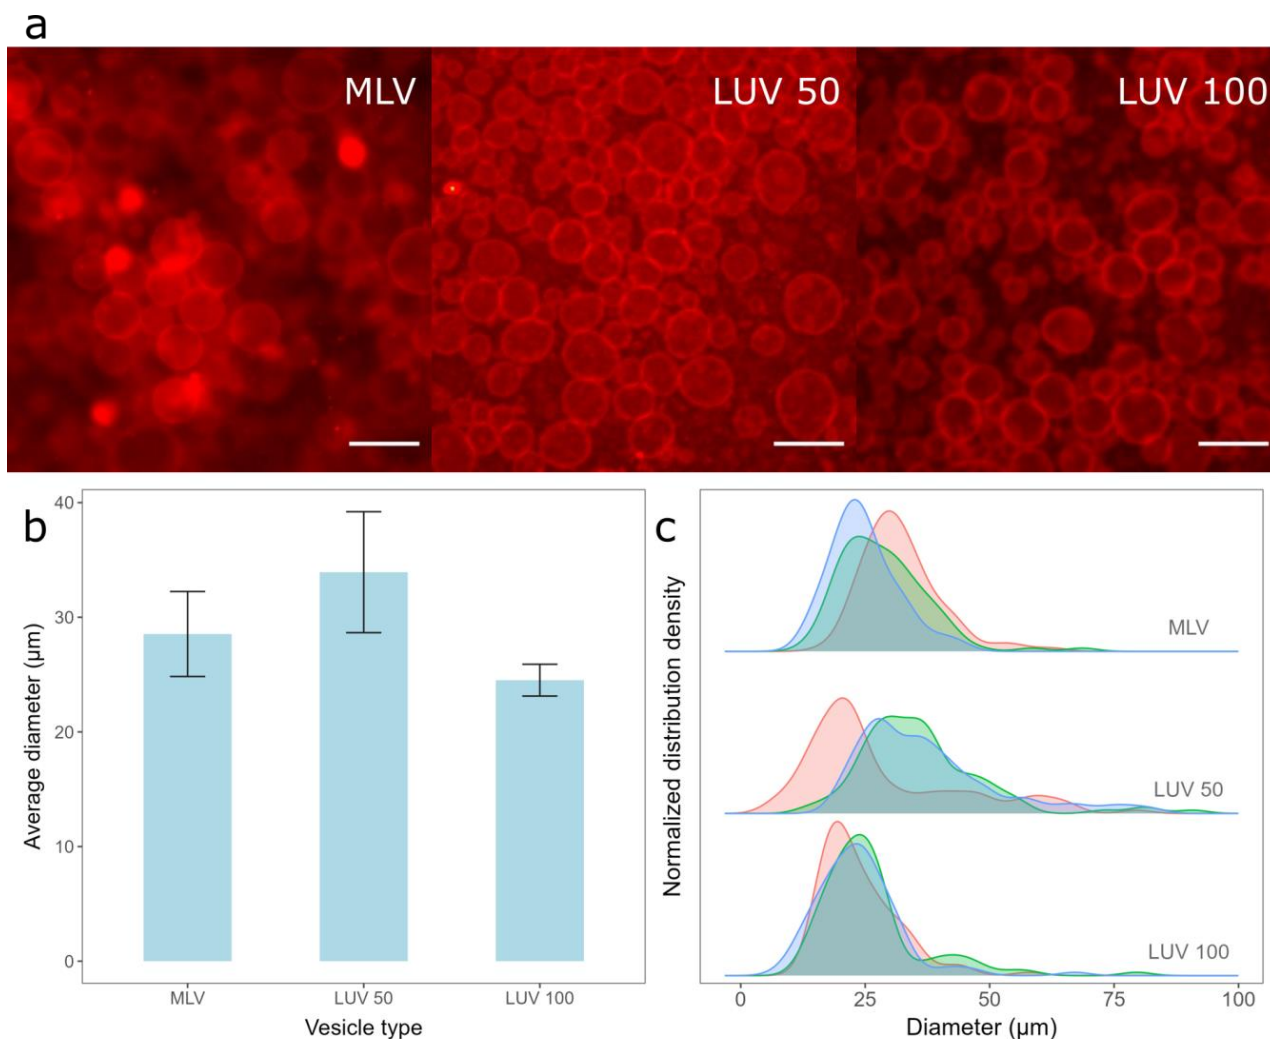 a
MLV
LUV 50
LUV 100
b
40
30
20
10
0
Average diameter (µm)
MLV
LUV 50
LUV 100
Vesicle type
c
Normalized distribution density
MLV
LUV 50
LUV 100
0
25
50
75
100
Diameter (µm)